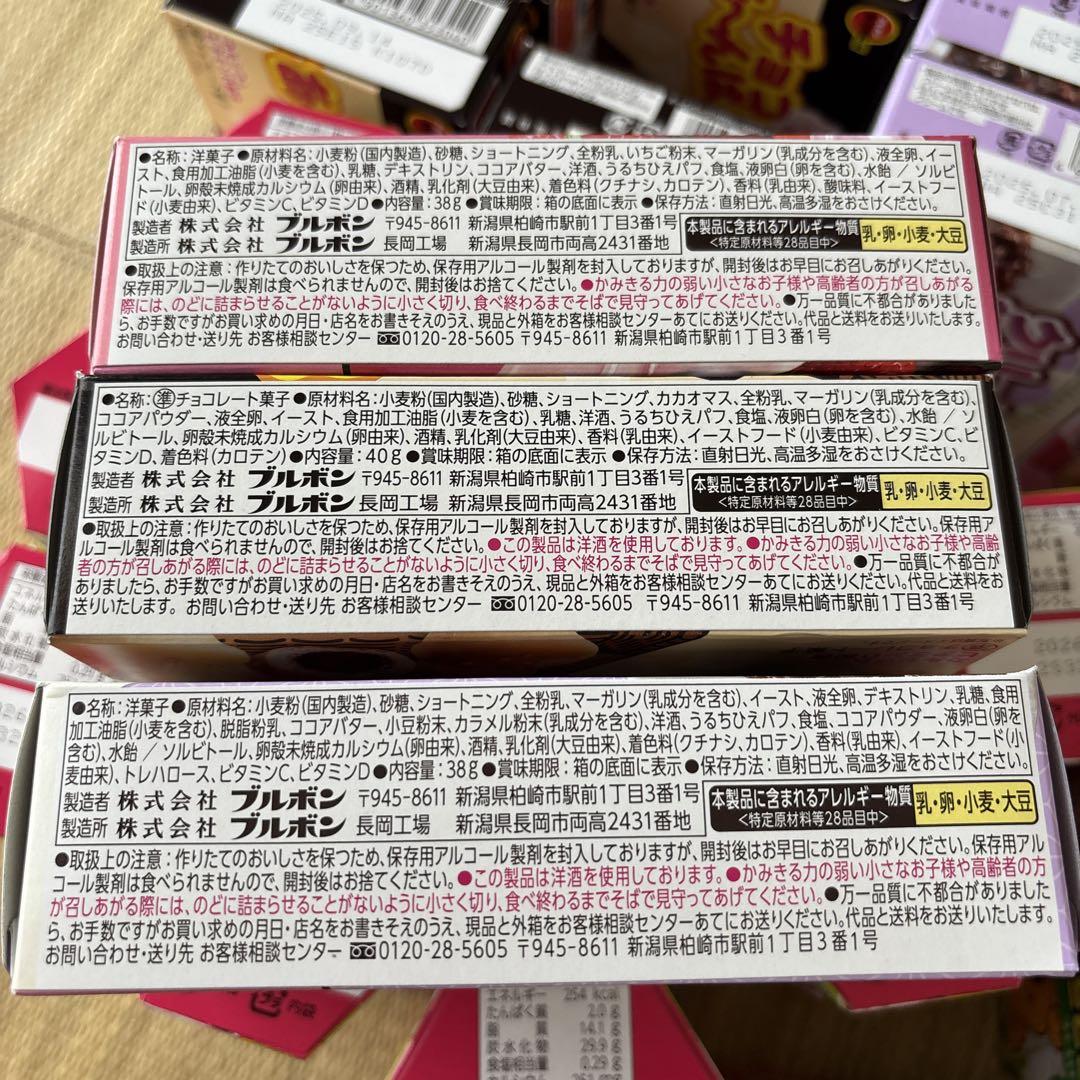 チョコ
●名称：洋菓子●原材料名：小麦粉（国内製造）、砂糖、ショートニング、全粉乳、いちご粉末、マーガリン（乳成分を含む）、液全卵、イー
スト、食用加工油脂（小麦を含む）、乳糖、デキストリン、ココアバター、洋酒、うるちひえパフ、食塩、液卵白（卵を含む）、水飴／ソルビ
トール、卵殻未焼成カルシウム（卵由来）、酒精、乳化剤（大豆由来）、着色料（クチナシ、カロテン）、香料（乳由来）、酸味料、イーストフー
ド（小麦由来）、ビタミンC、ビタミンD●内容量：38g●賞味期限：箱の底面に表示●保存方法：直射日光、高温多湿をおさけください。
製造者 株式会社 ブルボン 〒945-8611 新潟県柏崎市駅前1丁目3番1号
製造所 株式会社 ブルボン 長岡工場 新潟県長岡市両高2431番地
本製品に含まれるアレルギー物質
＜特定原材料等28品目中＞
乳・卵・小麦・大豆
●取扱上の注意：作りたてのおいしさを保つため、保存用アルコール製剤を封入しておりますが、開封後はお早目にお召しあがりください。
保存用アルコール製剤は食べられませんので、開封後はお捨てください。●かみきる力の弱い小さなお子様や高齢者の方が召しあがる
際には、のどに詰まらせることがないように小さく切り、食べ終わるまでそばで見守ってあげてください。●万一品質に不都合がありました
ら、お手数ですがお買い求めの月日・店名をお書きそえのうえ、現品と外箱をお客様相談センターあてにお送りください。代品と送料をお送りいたします。
お問い合わせ・送り先 お客様相談センター 0120-28-5605 〒945-8611 新潟県柏崎市駅前1丁目3番1号
●名称：準チョコレート菓子●原材料名：小麦粉（国内製造）、砂糖、ショートニング、カカオマス、全粉乳、マーガリン（乳成分を含む）、
ココアパウダー、液全卵、イースト、食用加工油脂（小麦を含む）、乳糖、洋酒、うるちひえパフ、食塩、液卵白（卵を含む）、水飴／ソ
ルビトール、卵殻未焼成カルシウム（卵由来）、酒精、乳化剤（大豆由来）、香料（乳由来）、イーストフード（小麦由来）、ビタミンC、ビ
タミンD、着色料（カロテン）●内容量：40g●賞味期限：箱の底面に表示●保存方法：直射日光、高温多湿をおさけください。
製造者 株式会社 ブルボン 〒945-8611 新潟県柏崎市駅前1丁目3番1号
製造所 株式会社 ブルボン 長岡工場 新潟県長岡市両高2431番地
本製品に含まれるアレルギー物質
＜特定原材料等28品目中＞
乳・卵・小麦・大豆
●取扱上の注意：作りたてのおいしさを保つため、保存用アルコール製剤を封入しておりますが、開封後はお早目にお召しあがりください。保存用ア
ルコール製剤は食べられませんので、開封後はお捨てください。●この製品は洋酒を使用しております。●かみきる力の弱い小さなお子様や高齢
者の方が召しあがる際には、のどに詰まらせることがないように小さく切り、食べ終わるまでそばで見守ってあげてください。●万一品質に不都合が
ありましたら、お手数ですがお買い求めの月日・店名をお書きそえのうえ、現品と外箱をお客様相談センターあてにお送りください。代品と送料をお
送りいたします。お問い合わせ・送り先 お客様相談センター 0120-28-5605 〒945-8611 新潟県柏崎市駅前1丁目3番1号
●名称：洋菓子●原材料名：小麦粉（国内製造）、砂糖、ショートニング、全粉乳、マーガリン（乳成分を含む）、イースト、液全卵、デキストリン、乳糖、食用
加工油脂（小麦を含む）、脱脂粉乳、ココアバター、小豆粉末、カラメル粉末（乳成分を含む）、洋酒、うるちひえパフ、食塩、ココアパウダー、液卵白（卵を
含む）、水飴／ソルビトール、卵殻未焼成カルシウム（卵由来）、酒精、乳化剤（大豆由来）、着色料（クチナシ、カロテン）、香料（乳由来）、イーストフード（小
麦由来）、トレハロース、ビタミンC、ビタミンD●内容量：38g●賞味期限：箱の底面に表示●保存方法：直射日光、高温多湿をおさけください。
製造者 株式会社 ブルボン 〒945-8611 新潟県柏崎市駅前1丁目3番1号
製造所 株式会社 ブルボン 長岡工場 新潟県長岡市両高2431番地
本製品に含まれるアレルギー物質
＜特定原材料等28品目中＞
乳・卵・小麦・大豆
●取扱上の注意：作りたてのおいしさを保つため、保存用アルコール製剤を封入しておりますが、開封後はお早目にお召しあがりください。保存用アル
コール製剤は食べられませんので、開封後はお捨てください。●この製品は洋酒を使用しております。●かみきる力の弱い小さなお子様や高齢者の方
が召しあがる際には、のどに詰まらせることがないように小さく切り、食べ終わるまでそばで見守ってあげてください。●万一品質に不都合がありました
ら、お手数ですがお買い求めの月日・店名をお書きそえのうえ、現品と外箱をお客様相談センターあてにお送りください。代品と送料をお送りいたします。
お問い合わせ・送り先 お客様相談センター 0120-28-5605 〒945-8611 新潟県柏崎市駅前1丁目3番1号
プラ 内袋
エネルギー 254 kcal
たんぱく質 2.0 g
脂質 14.1 g
炭水化物 29.9 g
食塩相当量 0.29 g